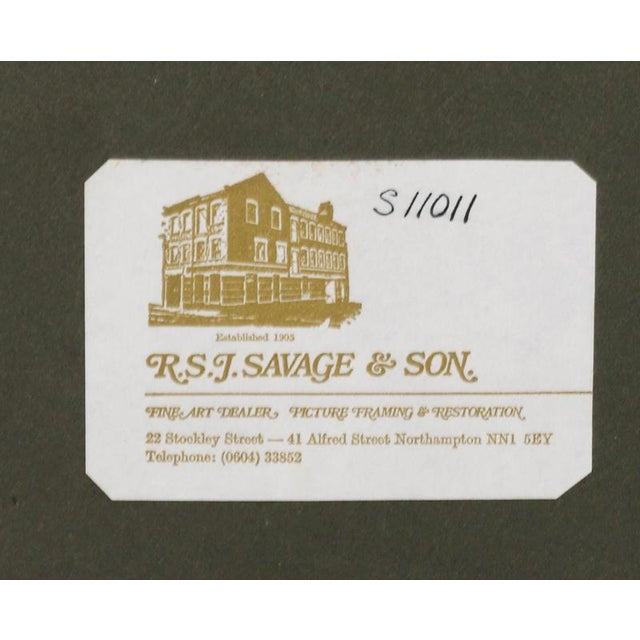 S11011
Established 1905
R.S.J. SAVAGE & SON.
FINE ART DEALER, PICTURE FRAMING & RESTORATION
22 Stockley Street — 41 Alfred Street Northampton NN1 5EY
Telephone: (0604) 33852